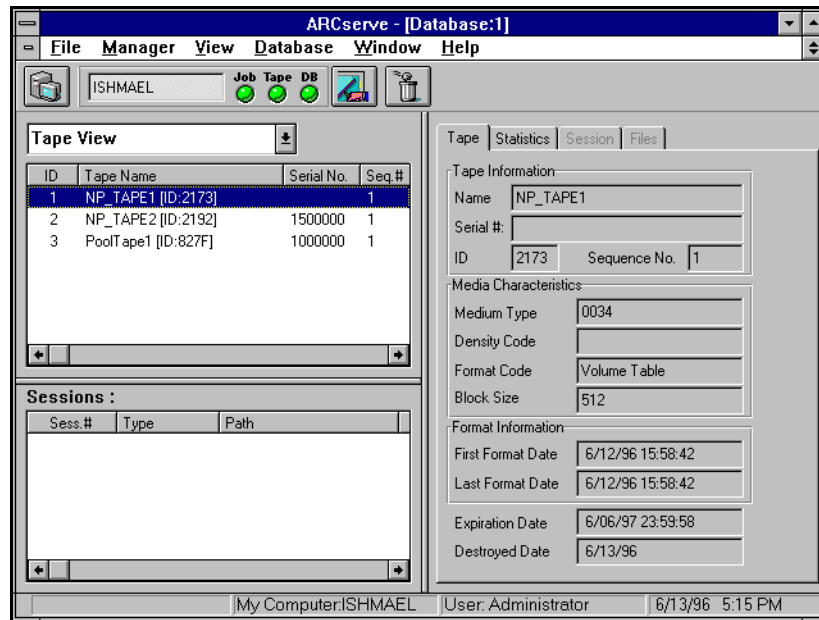 ARCserve - [Database:1]
File Manager View Database Window Help
ISHMAEL Job Tape DB
Tape View
ID Tape Name Serial No. Seq.#
1 NP_TAPE1 [ID:2173] 1
2 NP_TAPE2 [ID:2192] 1500000 1
3 PoolTape1 [ID:827F] 1000000 1
Sessions :
Sess.# Type Path
Tape Statistics Session Files
Tape Information
Name NP_TAPE1
Serial #:
ID 2173 Sequence No. 1
Media Characteristics
Medium Type 0034
Density Code
Format Code Volume Table
Block Size 512
Format Information
First Format Date 6/12/96 15:58:42
Last Format Date 6/12/96 15:58:42
Expiration Date 6/06/97 23:59:58
Destroyed Date 6/13/96
My Computer:ISHMAEL User: Administrator 6/13/96 5:15 PM